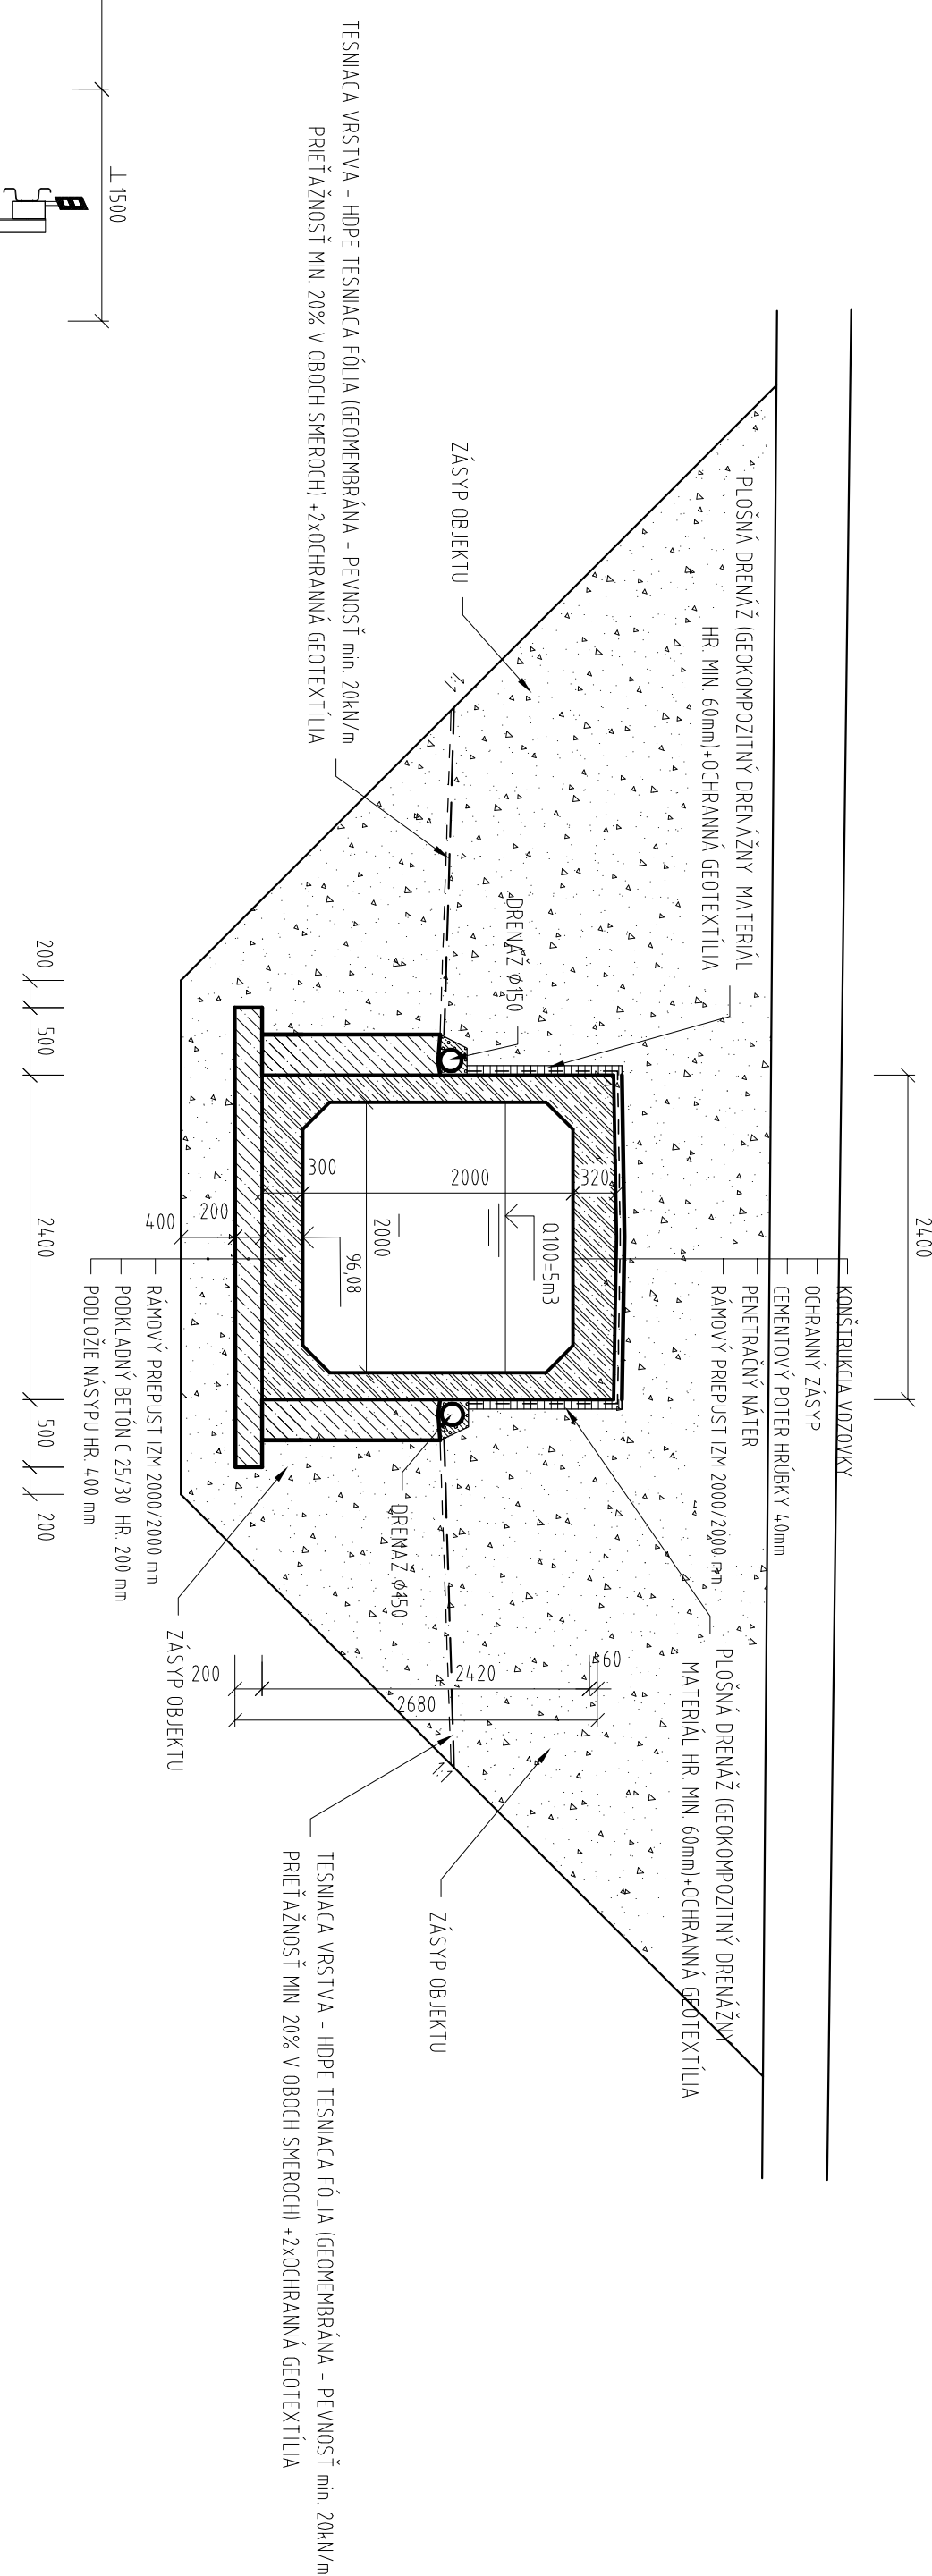 2400
KONŠTRUKCIA VOZOVKY
OCHRANNÝ ZÁSYP
CEMENTOVÝ POTER HRÚBKY 40mm
PENETRAČNÝ NÁTER
RÁMOVÝ PRIEPUST IZM 2000/2000 mm
PLOŠNÁ DRENÁŽ (GEOKOMPOZITNÝ DRENÁŽNY MATERIÁL
HR. MIN. 60mm)+OCHRANNÁ GEOTEXTÍLIA
PLOŠNÁ DRENÁŽ (GEOKOMPOZITNÝ DRENÁŽNY
MATERIÁL HR. MIN. 60mm)+OCHRANNÁ GEOTEXTÍLIA
ZÁSYP OBJEKTU
1:1
DRENÁŽ Ø150
320
Q100=5m3
2000
2000
96,08
300
60
2420
2680
200
1:1
ZÁSYP OBJEKTU
DRENÁŽ Ø150
TESNIACA VRSTVA - HDPE TESNIACA FÓLIA (GEOMEMBRÁNA - PEVNOSŤ min. 20kN/m
PRIEŤAŽNOSŤ MIN. 20% V OBOCH SMEROCH) +2xOCHRANNÁ GEOTEXTÍLIA
TESNIACA VRSTVA - HDPE TESNIACA FÓLIA (GEOMEMBRÁNA - PEVNOSŤ min. 20kN/m
PRIEŤAŽNOSŤ MIN. 20% V OBOCH SMEROCH) +2xOCHRANNÁ GEOTEXTÍLIA
ZÁSYP OBJEKTU
200
400
RÁMOVÝ PRIEPUST IZM 2000/2000 mm
PODKLADNÝ BETÓN C 25/30 HR. 200 mm
PODLOŽIE NÁSYPU HR. 400 mm
⊥1500
200
500
2400
500
200